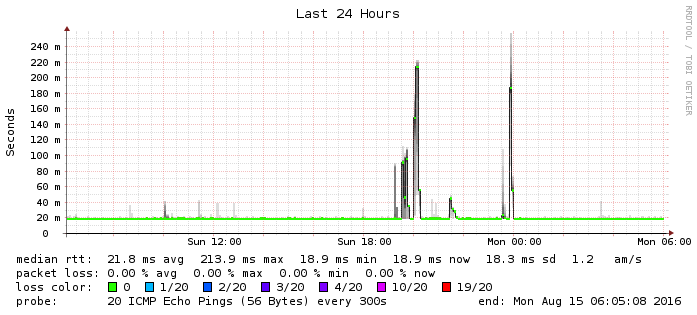 Last 24 Hours
RRDTOOL / TOBI OETIKER
Seconds
240 m
220 m
200 m
180 m
160 m
140 m
120 m
100 m
80 m
60 m
40 m
20 m
0
Sun 12:00 Sun 18:00 Mon 00:00 Mon 06:00
median rtt: 21.8 ms avg 213.9 ms max 18.9 ms min 18.9 ms now 18.3 ms sd 1.2 am/s
packet loss: 0.00 % avg 0.00 % max 0.00 % min 0.00 % now
loss color: 0 1/20 2/20 3/20 4/20 10/20 19/20
probe: 20 ICMP Echo Pings (56 Bytes) every 300s end: Mon Aug 15 06:05:08 2016